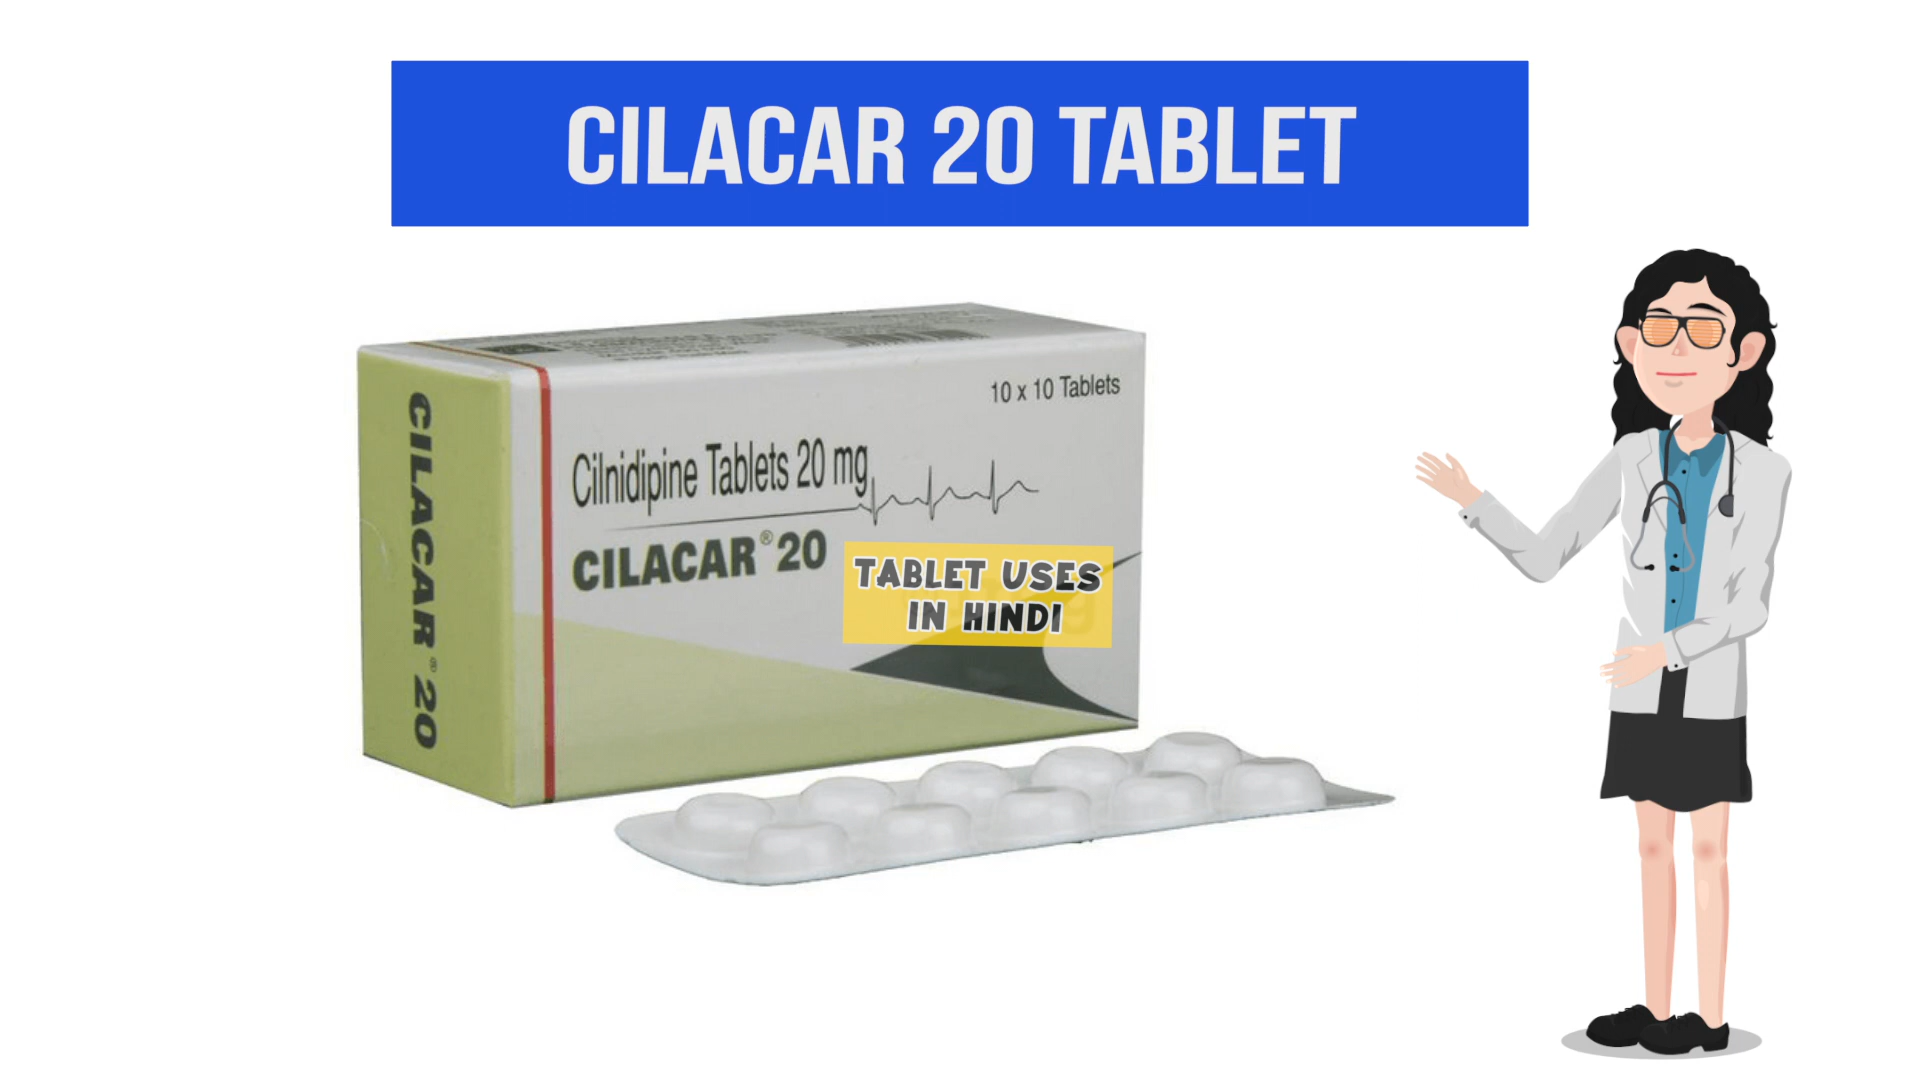 CILACAR 20 TABLET
10 x 10 Tablets
Cilnidipine Tablets 20 mg
CILACAR® 20
TABLET USES
IN HINDI
CILACAR® 20